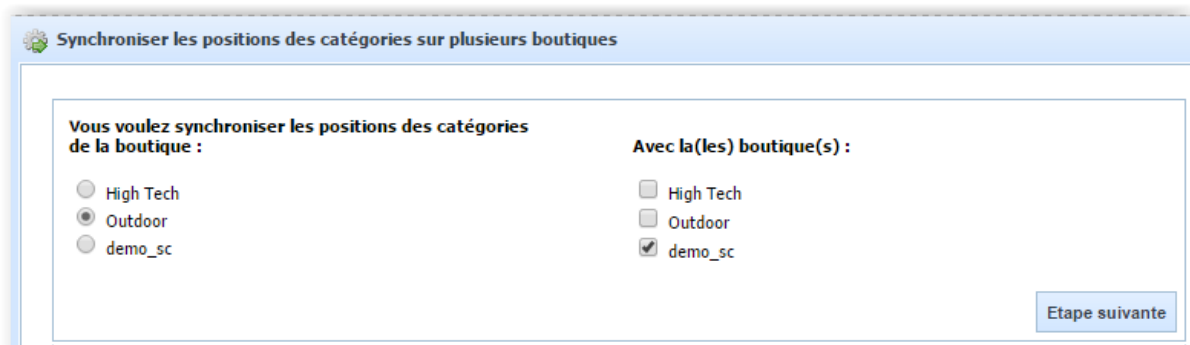 Synchroniser les positions des catégories sur plusieurs boutiques
Vous voulez synchroniser les positions des catégories
de la boutique :
High Tech
Outdoor
demo_sc
Avec la(les) boutique(s) :
High Tech
Outdoor
demo_sc
Etape suivante